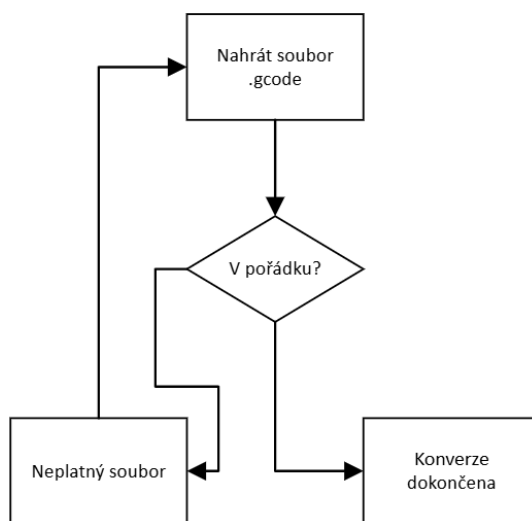 Nahrát soubor
.gcode
V pořádku?
Neplatný soubor
Konverze
dokončena